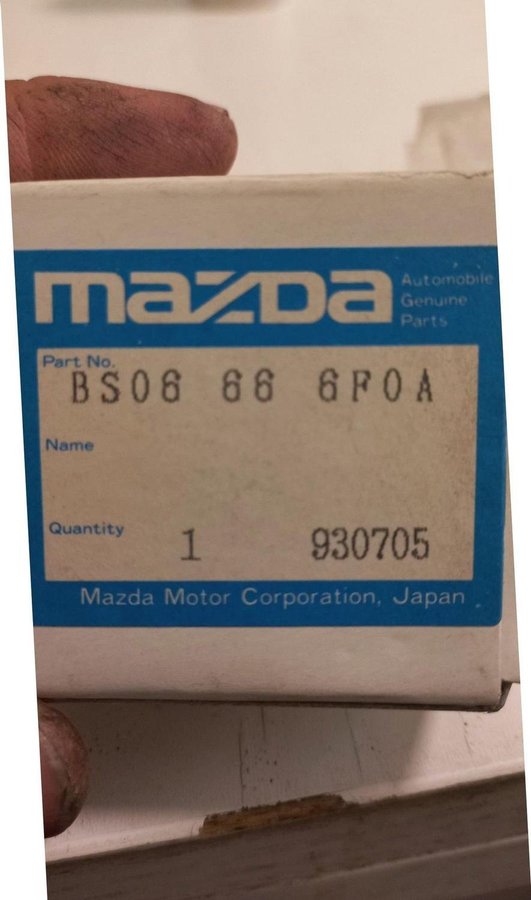 mazda
Automobile
Genuine
Parts
Part No.
BS06 66 6F0A
Name
Quantity 1 930705
Mazda Motor Corporation, Japan